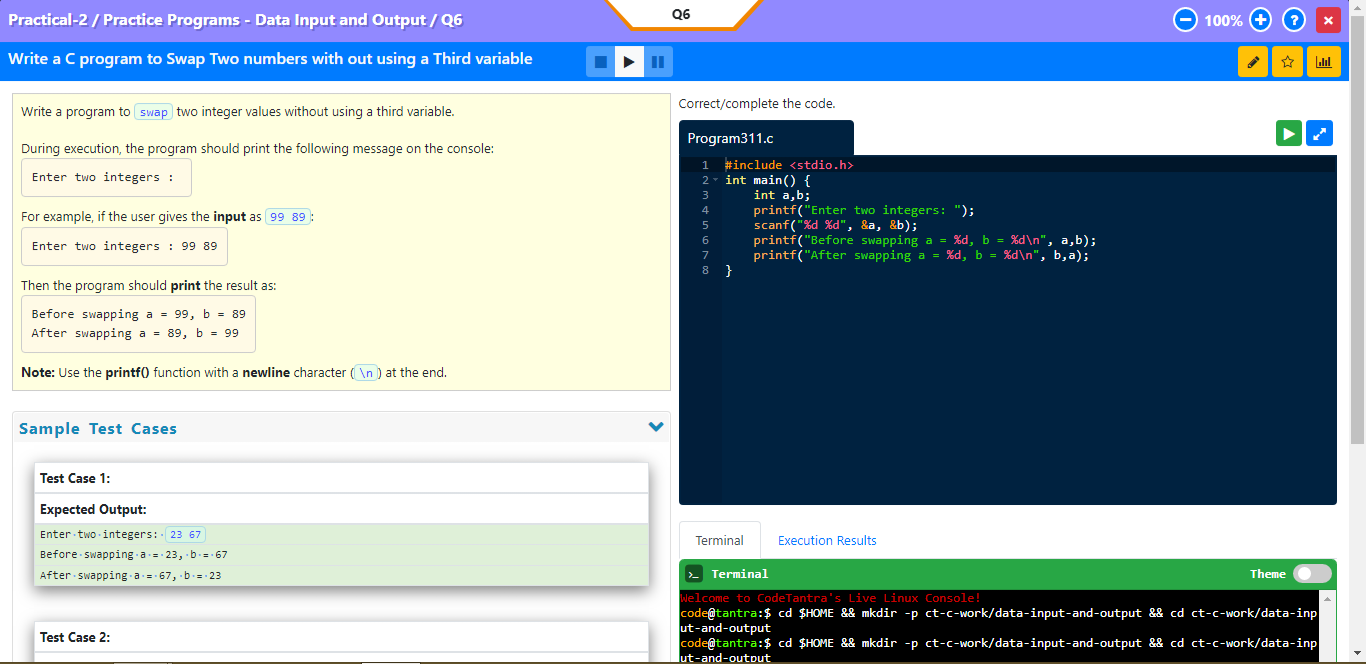 Practical-2 / Practice Programs - Data Input and Output / Q6
Q6
100%
?
Write a C program to Swap Two numbers with out using a Third variable
Write a program to swap two integer values without using a third variable.
During execution, the program should print the following message on the console:
Enter two integers :
For example, if the user gives the input as 99 89:
Enter two integers : 99 89
Then the program should print the result as:
Before swapping a = 99, b = 89
After swapping a = 89, b = 99
Note: Use the printf() function with a newline character (\n) at the end.
Sample Test Cases
Test Case 1:
Expected Output:
Enter·two·integers:· 23 67
Before·swapping·a·=·23,·b·=·67
After·swapping·a·=·67,·b·=·23
Test Case 2:
Correct/complete the code.
Program311.c
1 #include <stdio.h>
2 int main() {
3     int a,b;
4     printf("Enter two integers: ");
5     scanf("%d %d", &a, &b);
6     printf("Before swapping a = %d, b = %d\n", a,b);
7     printf("After swapping a = %d, b = %d\n", b,a);
8 }
Terminal
Execution Results
Terminal
Theme
Welcome to CodeTantra's Live Linux Console!
code@tantra:$ cd $HOME && mkdir -p ct-c-work/data-input-and-output && cd ct-c-work/data-inp
ut-and-output
code@tantra:$ cd $HOME && mkdir -p ct-c-work/data-input-and-output && cd ct-c-work/data-inp
ut-and-output